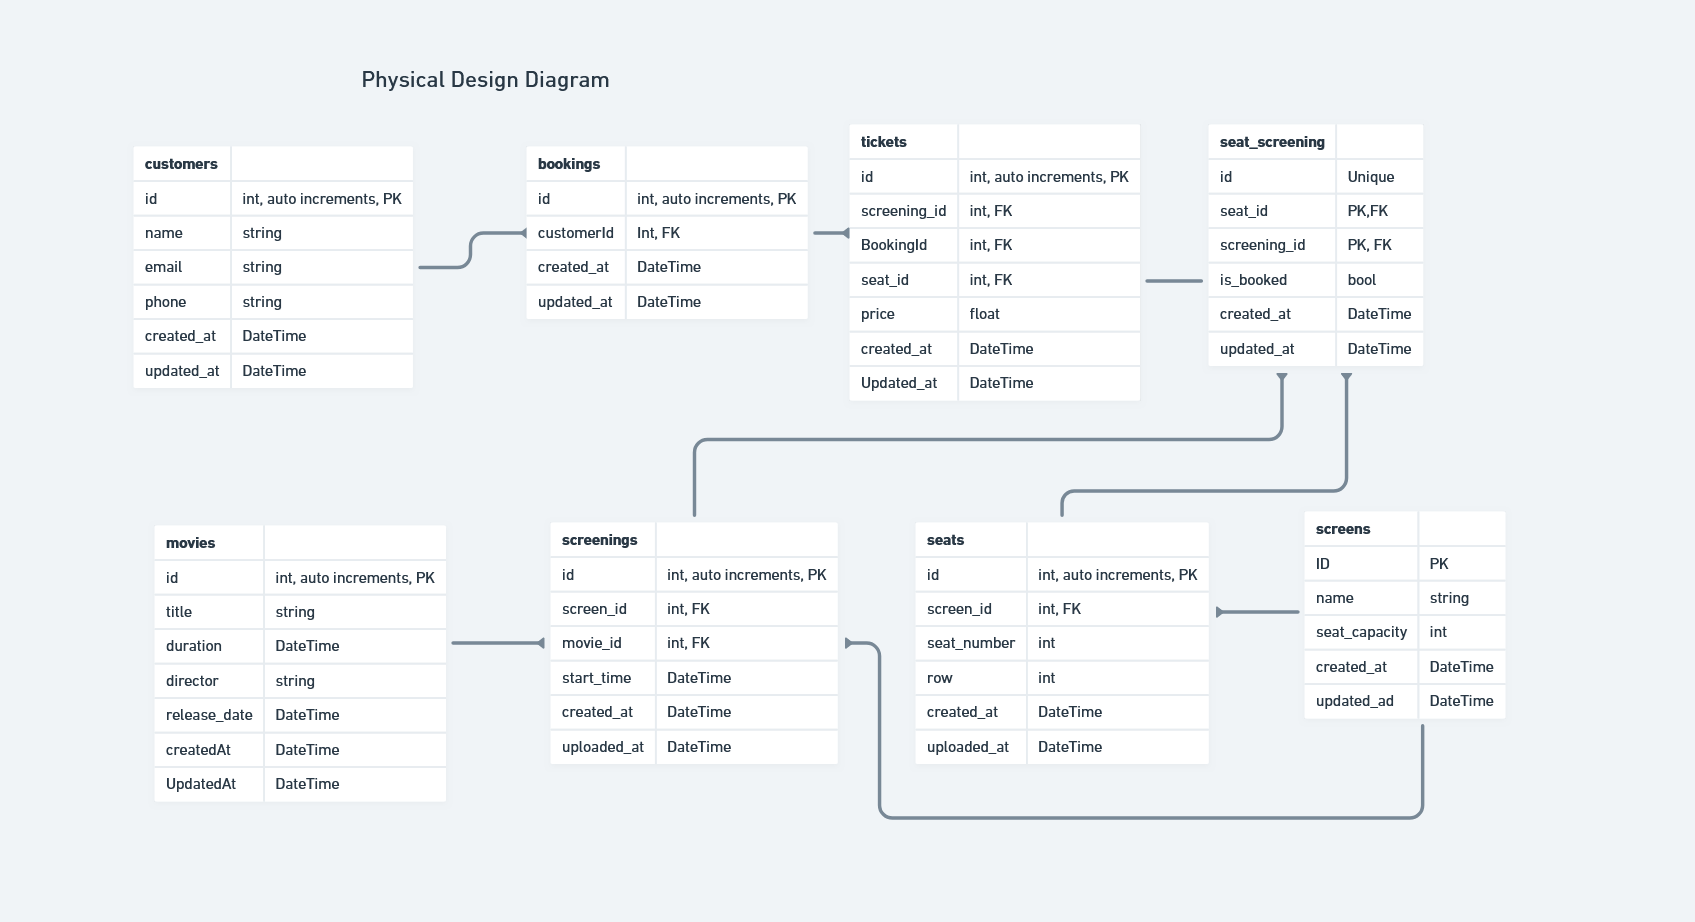 Physical Design Diagram
customers
id int, auto increments, PK
name string
email string
phone string
created_at DateTime
updated_at DateTime
bookings
id int, auto increments, PK
customerId Int, FK
created_at DateTime
updated_at DateTime
tickets
id int, auto increments, PK
screening_id int, FK
BookingId int, FK
seat_id int, FK
price float
created_at DateTime
Updated_at DateTime
seat_screening
id Unique
seat_id PK,FK
screening_id PK, FK
is_booked bool
created_at DateTime
updated_at DateTime
movies
id int, auto increments, PK
title string
duration DateTime
director string
release_date DateTime
createdAt DateTime
UpdatedAt DateTime
screenings
id int, auto increments, PK
screen_id int, FK
movie_id int, FK
start_time DateTime
created_at DateTime
uploaded_at DateTime
seats
id int, auto increments, PK
screen_id int, FK
seat_number int
row int
created_at DateTime
uploaded_at DateTime
screens
ID PK
name string
seat_capacity int
created_at DateTime
updated_ad DateTime